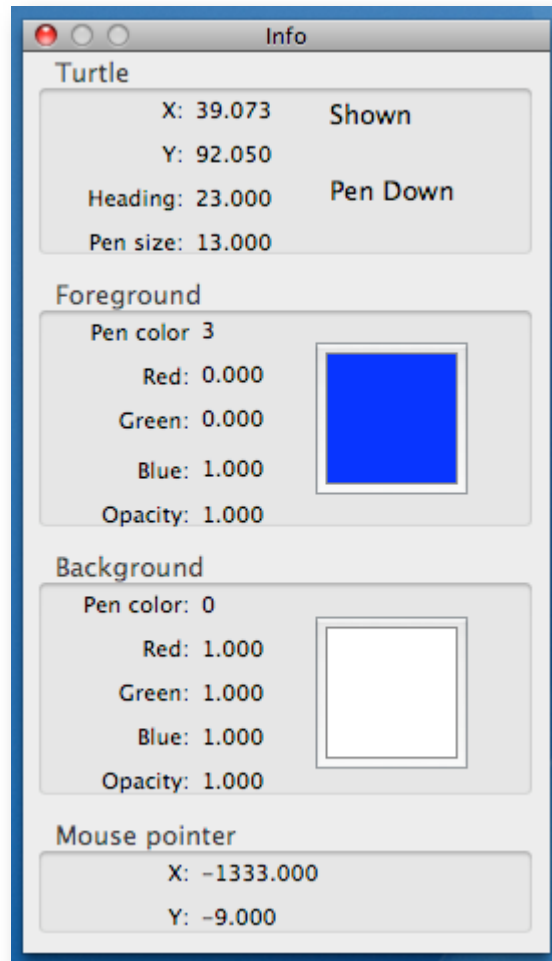 Info
Turtle
X: 39.073 Shown
Y: 92.050
Heading: 23.000 Pen Down
Pen size: 13.000
Foreground
Pen color 3
Red: 0.000
Green: 0.000
Blue: 1.000
Opacity: 1.000
Background
Pen color: 0
Red: 1.000
Green: 1.000
Blue: 1.000
Opacity: 1.000
Mouse pointer
X: −1333.000
Y: −9.000